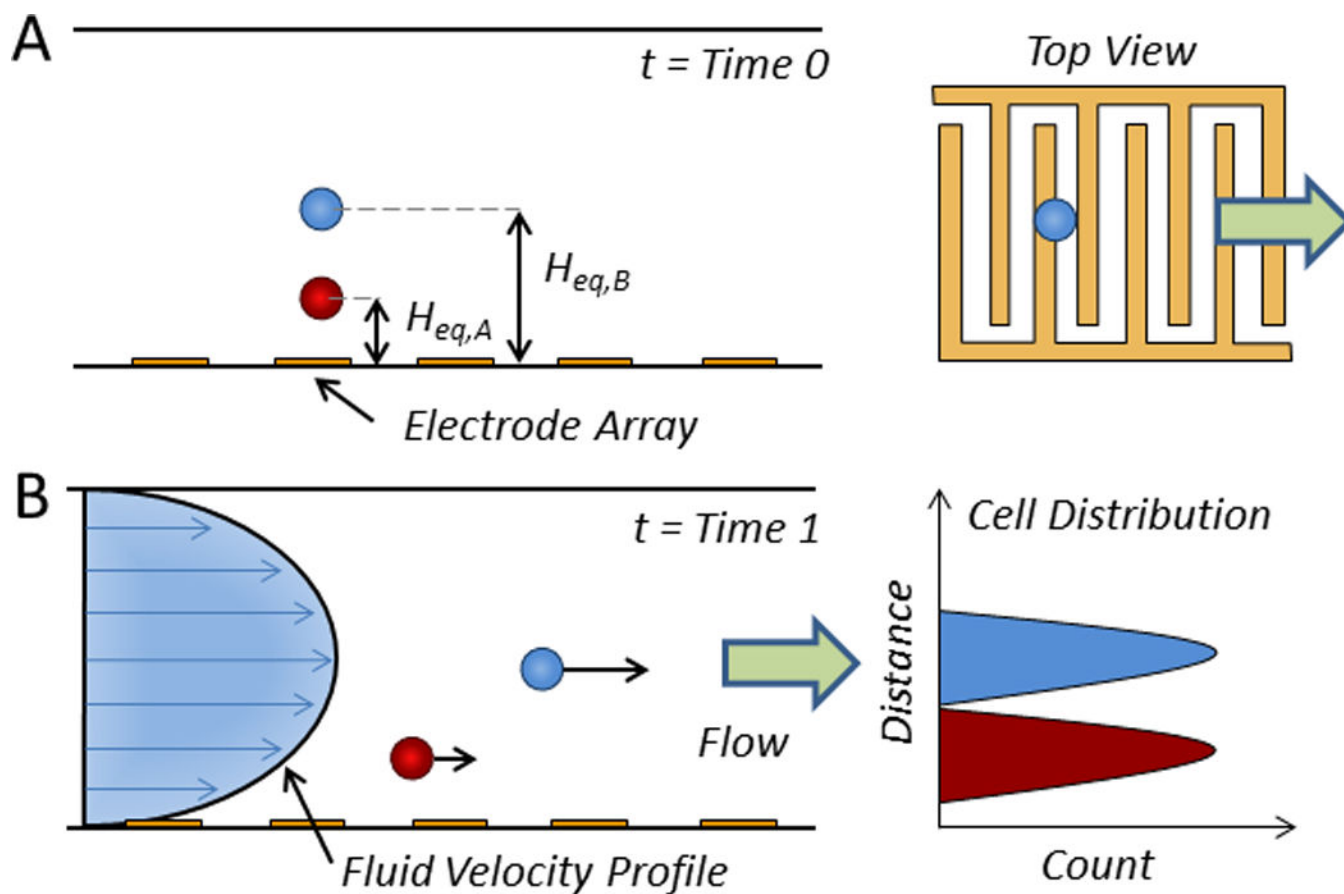 A
t = Time 0
Top View
H_eq,B
H_eq,A
Electrode Array
B
t = Time 1
Cell Distribution
Distance
Flow
Fluid Velocity Profile
Count